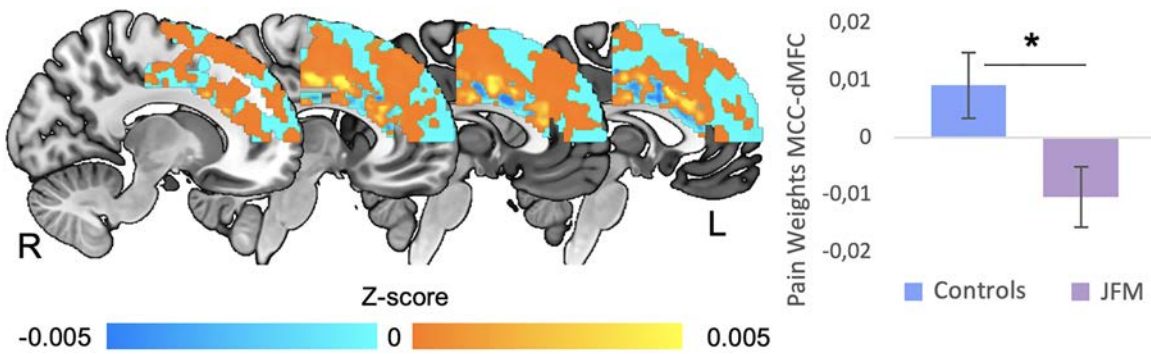 R
L
Z-score
-0.005
0
0.005
Pain Weights MCC-dMFC
0,02
0,01
0
-0,01
-0,02
*
Controls
JFM